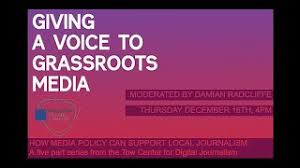 GIVING
A VOICE TO
GRASSROOTS
MEDIA
MODERATED BY DAMIAN RADCLIFFE
THURSDAY DECEMBER 16TH, 4PM
HOW MEDIA POLICY CAN SUPPORT LOCAL JOURNALISM
A five part series from the Tow Center for Digital Journalism